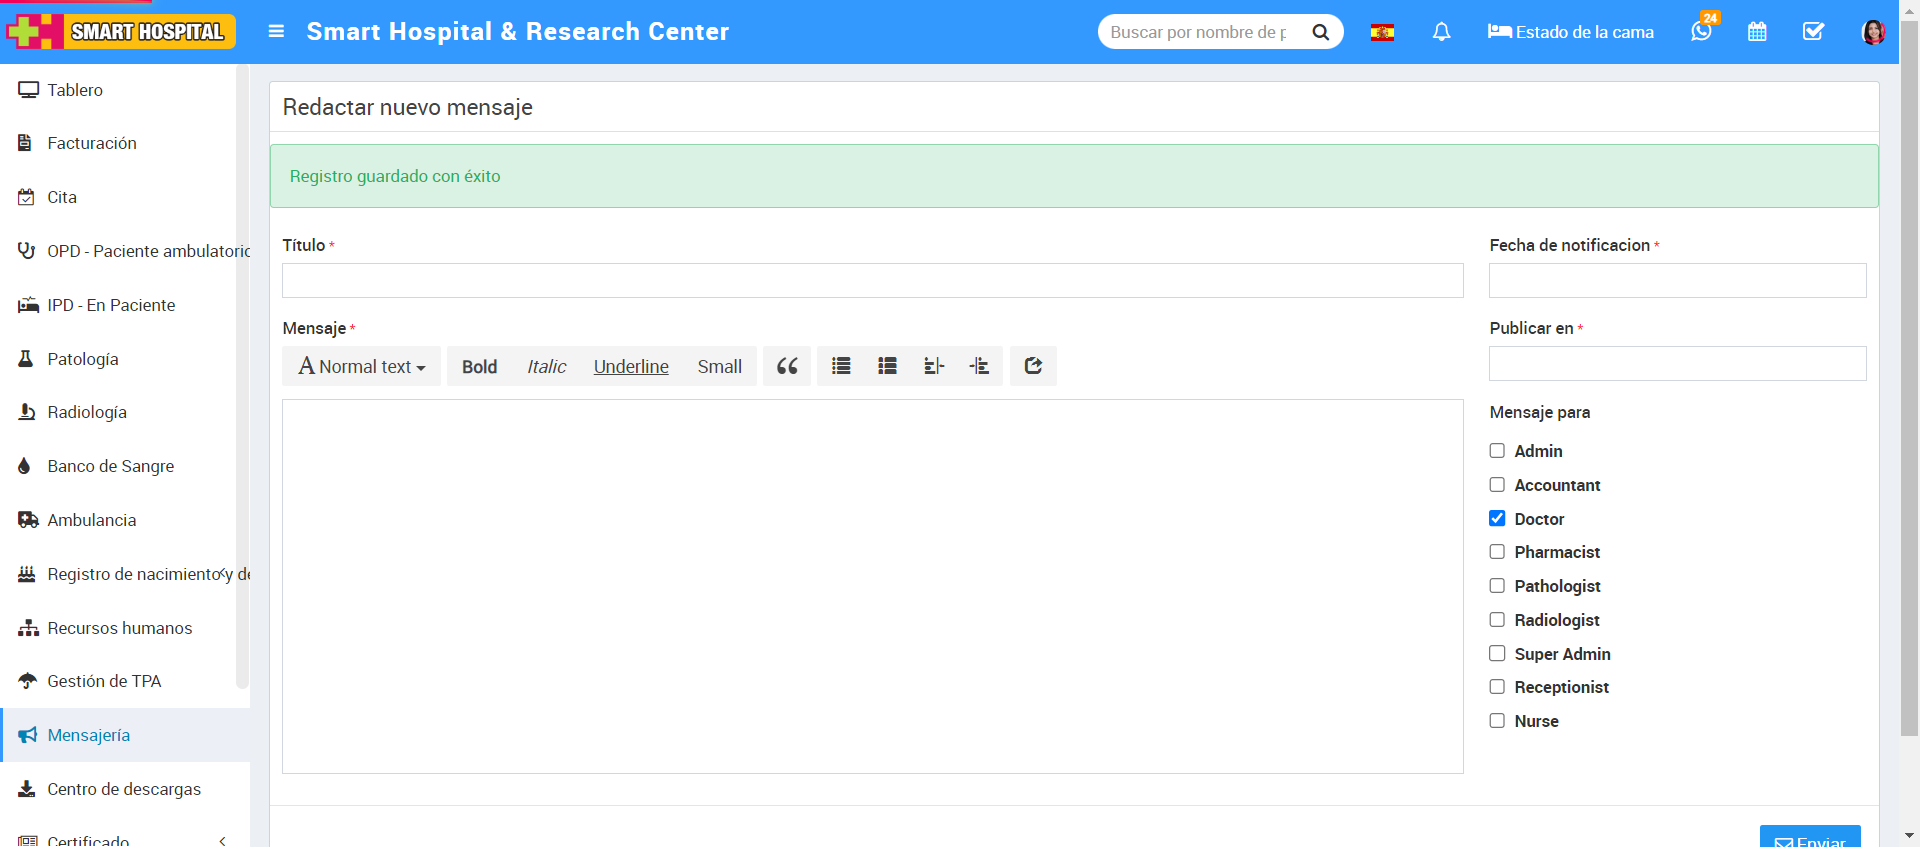 SMART HOSPITAL
Smart Hospital & Research Center
Buscar por nombre de p
Estado de la cama
24
Tablero
Facturación
Cita
OPD - Paciente ambulatorio
IPD - En Paciente
Patología
Radiología
Banco de Sangre
Ambulancia
Registro de nacimiento y de
Recursos humanos
Gestión de TPA
Mensajería
Centro de descargas
Certificado
Redactar nuevo mensaje
Registro guardado con éxito
Título *
Mensaje *
A Normal text
Bold
Italic
Underline
Small
Fecha de notificacion *
Publicar en *
Mensaje para
Admin
Accountant
Doctor
Pharmacist
Pathologist
Radiologist
Super Admin
Receptionist
Nurse
Enviar